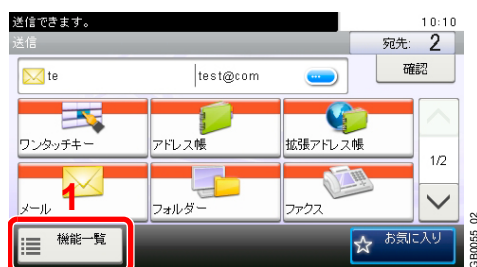 送信できます。 10:10
送信 宛先: 2
te test@com 確認
ワンタッチキー アドレス帳 拡張アドレス帳
1/2
メール フォルダー ファクス
1
機能一覧 お気に入り
GB0055_02